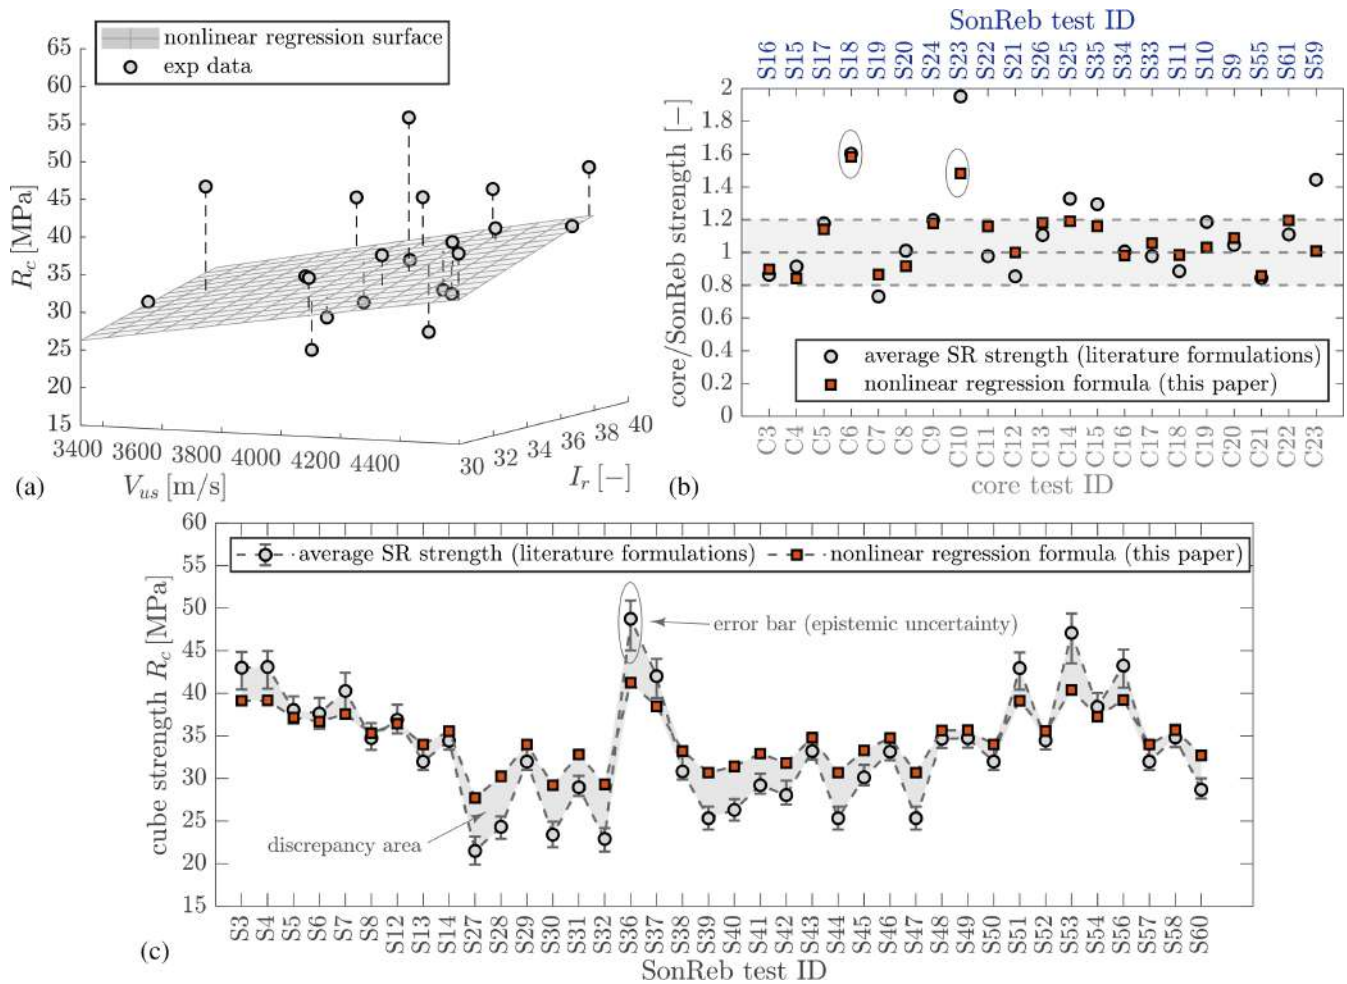 nonlinear regression surface
exp data
R_c [MPa]
65
60
55
50
45
40
35
30
25
20
15
3400 3600 3800 4000 4200 4400
V_us [m/s]
30 32 34 36 38 40
I_r [−]
(a)
SonReb test ID
S16 S15 S17 S18 S19 S20 S24 S23 S22 S21 S26 S25 S35 S34 S33 S11 S10 S9 S55 S61 S59
core/SonReb strength [−]
2
1.8
1.6
1.4
1.2
1
0.8
0.6
0.4
0.2
0
average SR strength (literature formulations)
nonlinear regression formula (this paper)
C3 C4 C5 C6 C7 C8 C9 C10 C11 C12 C13 C14 C15 C16 C17 C18 C19 C20 C21 C22 C23
core test ID
(b)
cube strength R_c [MPa]
60
55
50
45
40
35
30
25
20
15
average SR strength (literature formulations) nonlinear regression formula (this paper)
error bar (epistemic uncertainty)
discrepancy area
S3 S4 S5 S6 S7 S8 S12 S13 S14 S27 S28 S29 S30 S31 S32 S36 S37 S38 S39 S40 S41 S42 S43 S44 S45 S46 S47 S48 S49 S50 S51 S52 S53 S54 S56 S57 S58 S60
SonReb test ID
(c)